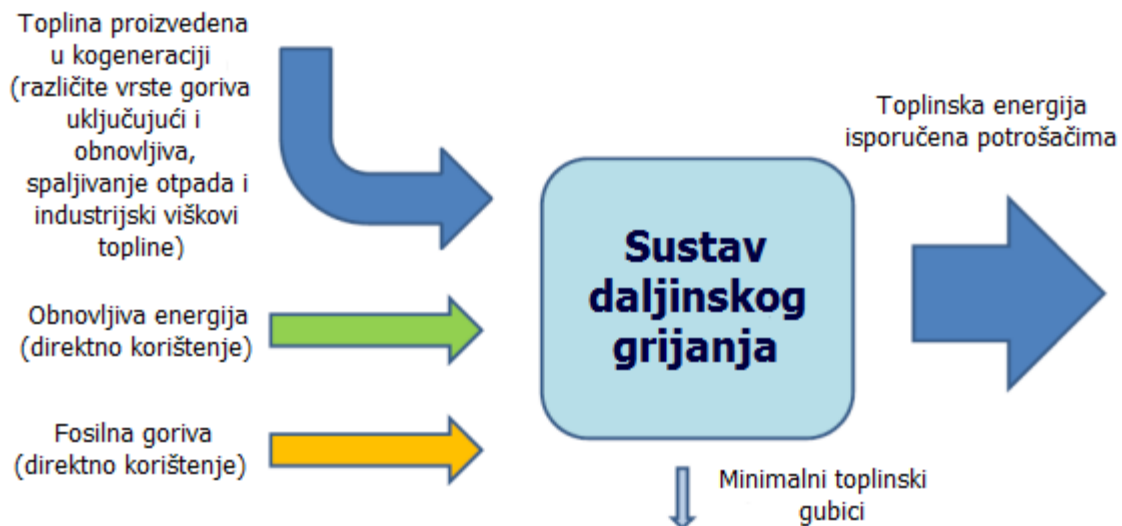 Toplina proizvedena
u kogeneraciji
(različite vrste goriva
uključujući i
obnovljiva,
spaljivanje otpada i
industrijski viškovi
topline)
Obnovljiva energija
(direktno korištenje)
Fosilna goriva
(direktno korištenje)
Sustav
daljinskog
grijanja
Toplinska energija
isporučena potrošačima
Minimalni toplinski
gubici